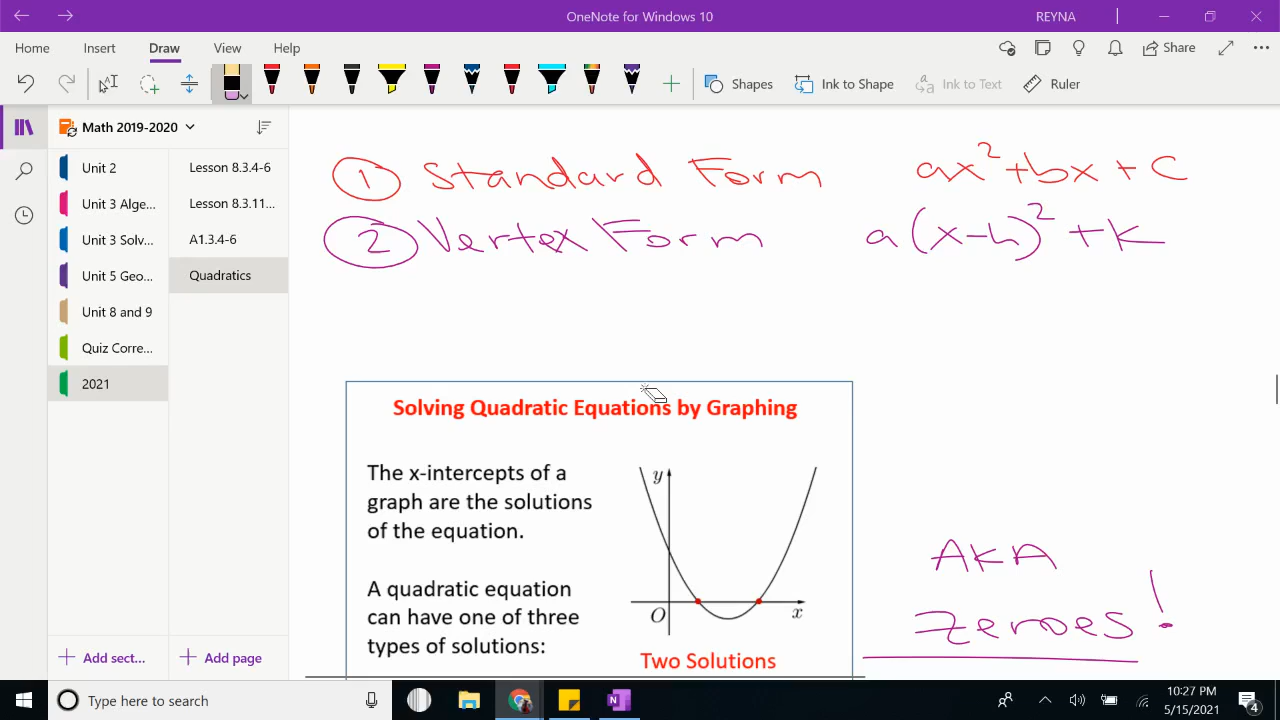 OneNote for Windows 10
REYNA
Home Insert Draw View Help
Share
Shapes Ink to Shape Ink to Text Ruler
Math 2019-2020
Unit 2
Unit 3 Alge...
Unit 3 Solv...
Unit 5 Geo...
Unit 8 and 9
Quiz Corre...
2021
Lesson 8.3.4-6
Lesson 8.3.11...
A1.3.4-6
Quadratics
1 Standard Form ax² + bx + c
2 Vertex Form a(x-h)² + k
Solving Quadratic Equations by Graphing
The x-intercepts of a
graph are the solutions
of the equation.
A quadratic equation
can have one of three
types of solutions:
y
O
x
Two Solutions
AKA
zeroes!
Add sect...
Add page
Type here to search
10:27 PM
5/15/2021
4